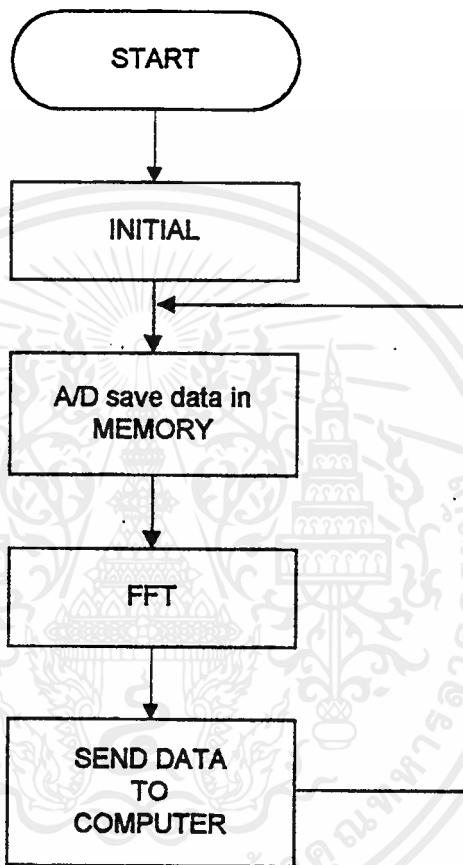 START
INITIAL
A/D save data in
MEMORY
FFT
SEND DATA
TO
COMPUTER